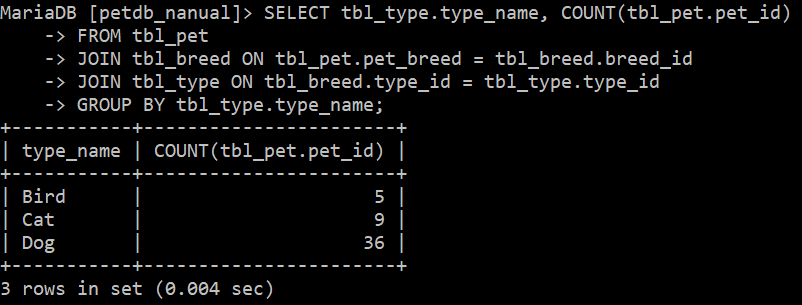 MariaDB [petdb_nanual]> SELECT tbl_type.type_name, COUNT(tbl_pet.pet_id)
    -> FROM tbl_pet
    -> JOIN tbl_breed ON tbl_pet.pet_breed = tbl_breed.breed_id
    -> JOIN tbl_type ON tbl_breed.type_id = tbl_type.type_id
    -> GROUP BY tbl_type.type_name;
+-----------+-----------------------+
| type_name | COUNT(tbl_pet.pet_id) |
+-----------+-----------------------+
| Bird      |                     5 |
| Cat       |                     9 |
| Dog       |                    36 |
+-----------+-----------------------+
3 rows in set (0.004 sec)